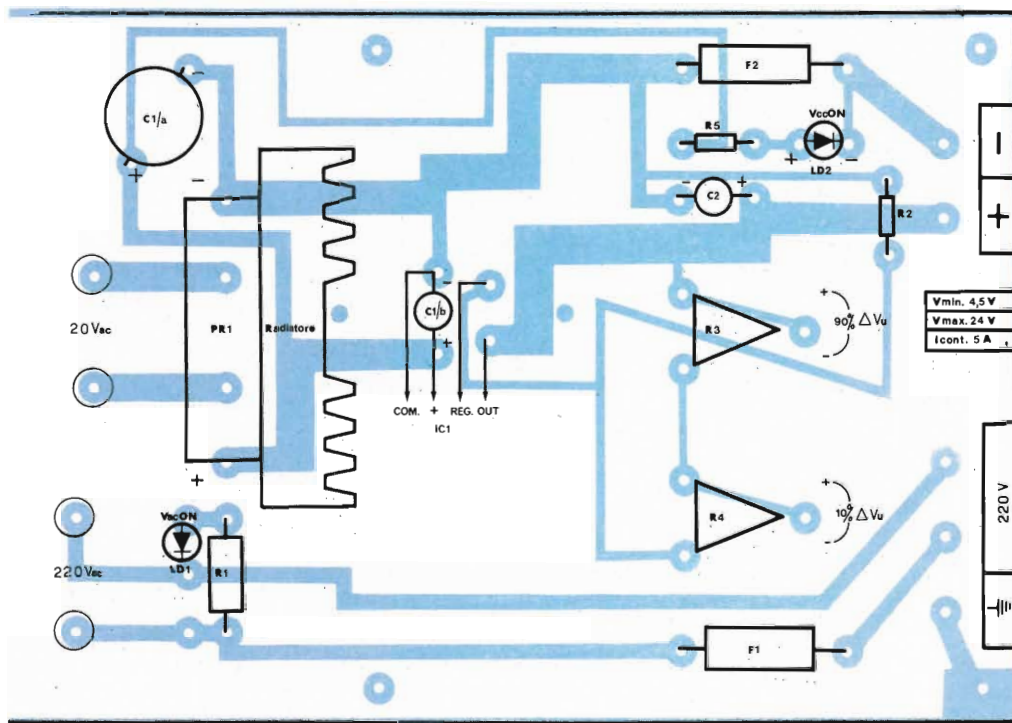 F2
-
C1/a
VccON
R5
+
-
LD2
-
+
-
C2
+
R2
+
-
C1/b
+
+
90% ΔVu
-
Vmin. 4,5 V
Vmax. 24 V
Icont. 5 A
20Vac
PR1
Radiatore
R3
COM. + REG. OUT
IC1
+
+
10% ΔVu
-
R4
220 V
VacON
LD1
R1
220Vac
F1